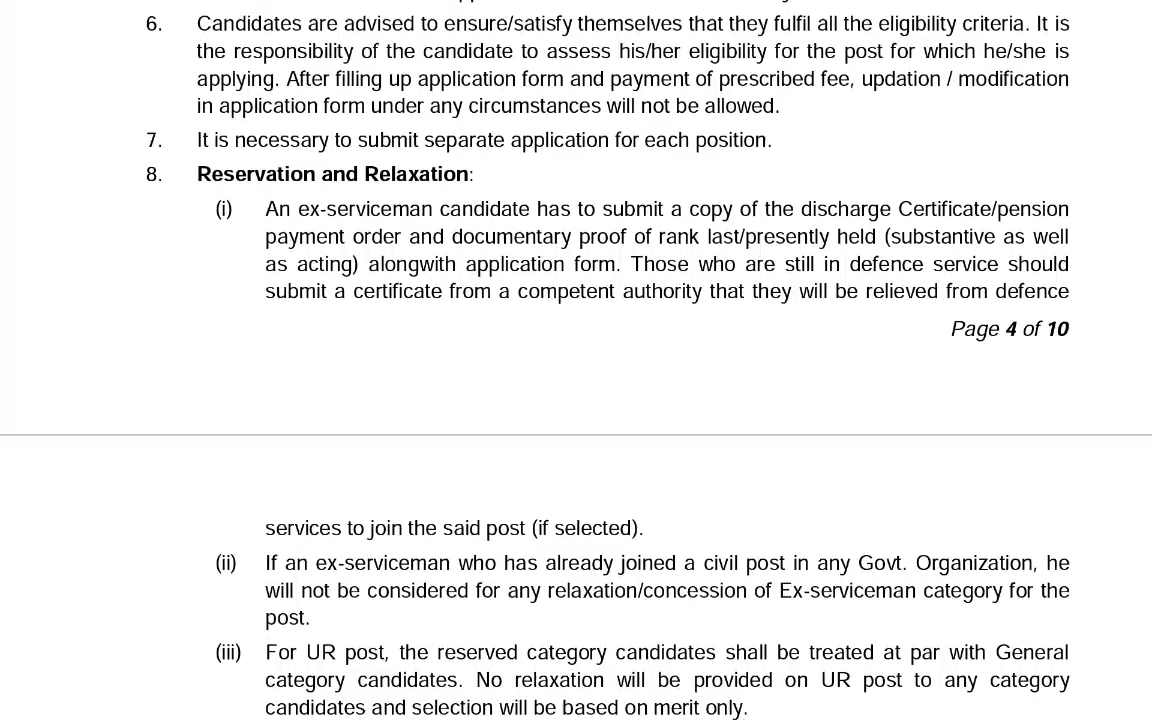 6. Candidates are advised to ensure/satisfy themselves that they fulfil all the eligibility criteria. It is
the responsibility of the candidate to assess his/her eligibility for the post for which he/she is
applying. After filling up application form and payment of prescribed fee, updation / modification
in application form under any circumstances will not be allowed.
7. It is necessary to submit separate application for each position.
8. Reservation and Relaxation:
(i) An ex-serviceman candidate has to submit a copy of the discharge Certificate/pension
payment order and documentary proof of rank last/presently held (substantive as well
as acting) alongwith application form. Those who are still in defence service should
submit a certificate from a competent authority that they will be relieved from defence
Page 4 of 10
services to join the said post (if selected).
(ii) If an ex-serviceman who has already joined a civil post in any Govt. Organization, he
will not be considered for any relaxation/concession of Ex-serviceman category for the
post.
(iii) For UR post, the reserved category candidates shall be treated at par with General
category candidates. No relaxation will be provided on UR post to any category
candidates and selection will be based on merit only.